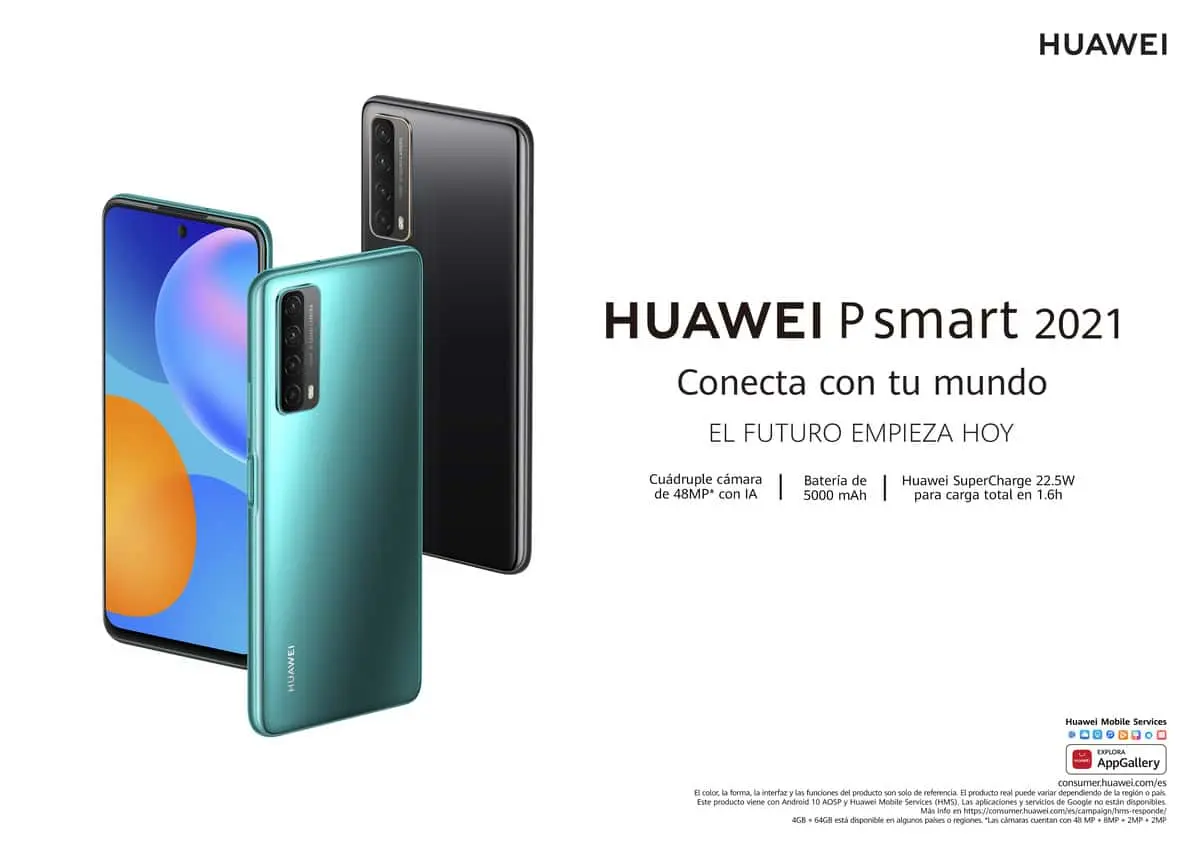 HUAWEI
HUAWEI P smart 2021
Conecta con tu mundo
EL FUTURO EMPIEZA HOY
Cuádruple cámara
de 48MP* con IA
Batería de
5000 mAh
Huawei SuperCharge 22.5W
para carga total en 1.6h
HUAWEI
Huawei Mobile Services
HUAWEI
EXPLORA
AppGallery
consumer.huawei.com/es
El color, la forma, la interfaz y las funciones del producto son solo de referencia. El producto real puede variar dependiendo de la región o país.
Este producto viene con Android 10 AOSP y Huawei Mobile Services (HMS). Las aplicaciones y servicios de Google no están disponibles.
Más Info en https://consumer.huawei.com/es/campaign/hms-responde/
4GB + 64GB está disponible en algunos países o regiones. *Las cámaras cuentan con 48 MP + 8MP + 2MP + 2MP